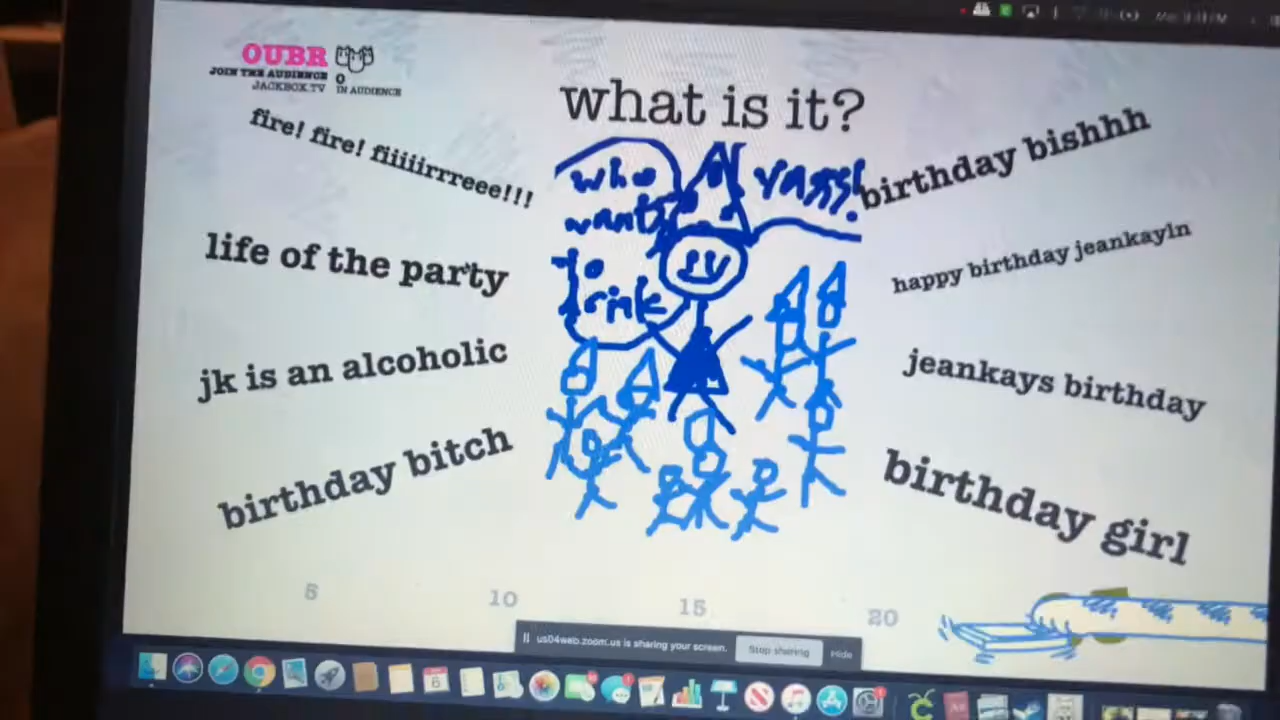 OUBR
JOIN THE AUDIENCE
JACKBOX.TV
0
IN AUDIENCE
what is it?
fire! fire! fiiiiirrreee!!!
life of the party
jk is an alcoholic
birthday bitch
who
wants
to
drink
YASSS!
birthday bishhh
happy birthday jeankayln
jeankays birthday
birthday girl
5
10
15
20
us04web.zoom.us is sharing your screen.
Stop sharing
Hide
6